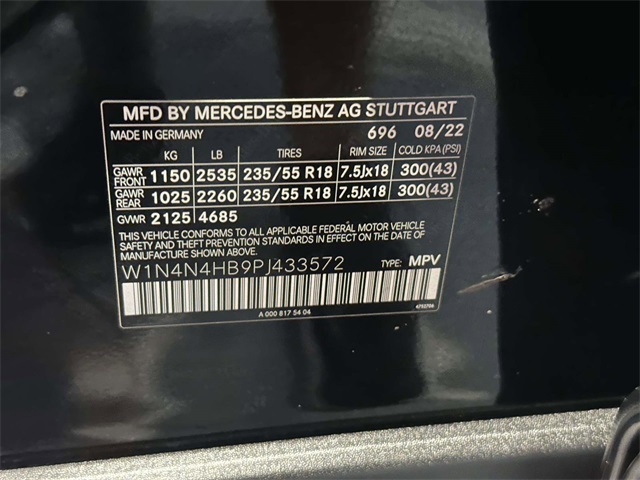 MFD BY MERCEDES-BENZ AG STUTTGART
MADE IN GERMANY 696 08/22
KG LB TIRES RIM SIZE COLD KPA (PSI)
GAWR FRONT 1150 2535 235/55 R18 7.5Jx18 300(43)
GAWR REAR 1025 2260 235/55 R18 7.5Jx18 300(43)
GVWR 2125 4685
THIS VEHICLE CONFORMS TO ALL APPLICABLE FEDERAL MOTOR VEHICLE
SAFETY AND THEFT PREVENTION STANDARDS IN EFFECT ON THE DATE OF
MANUFACTURE SHOWN ABOVE.
W1N4N4HB9PJ433572 TYPE: MPV
A 000 817 54 04